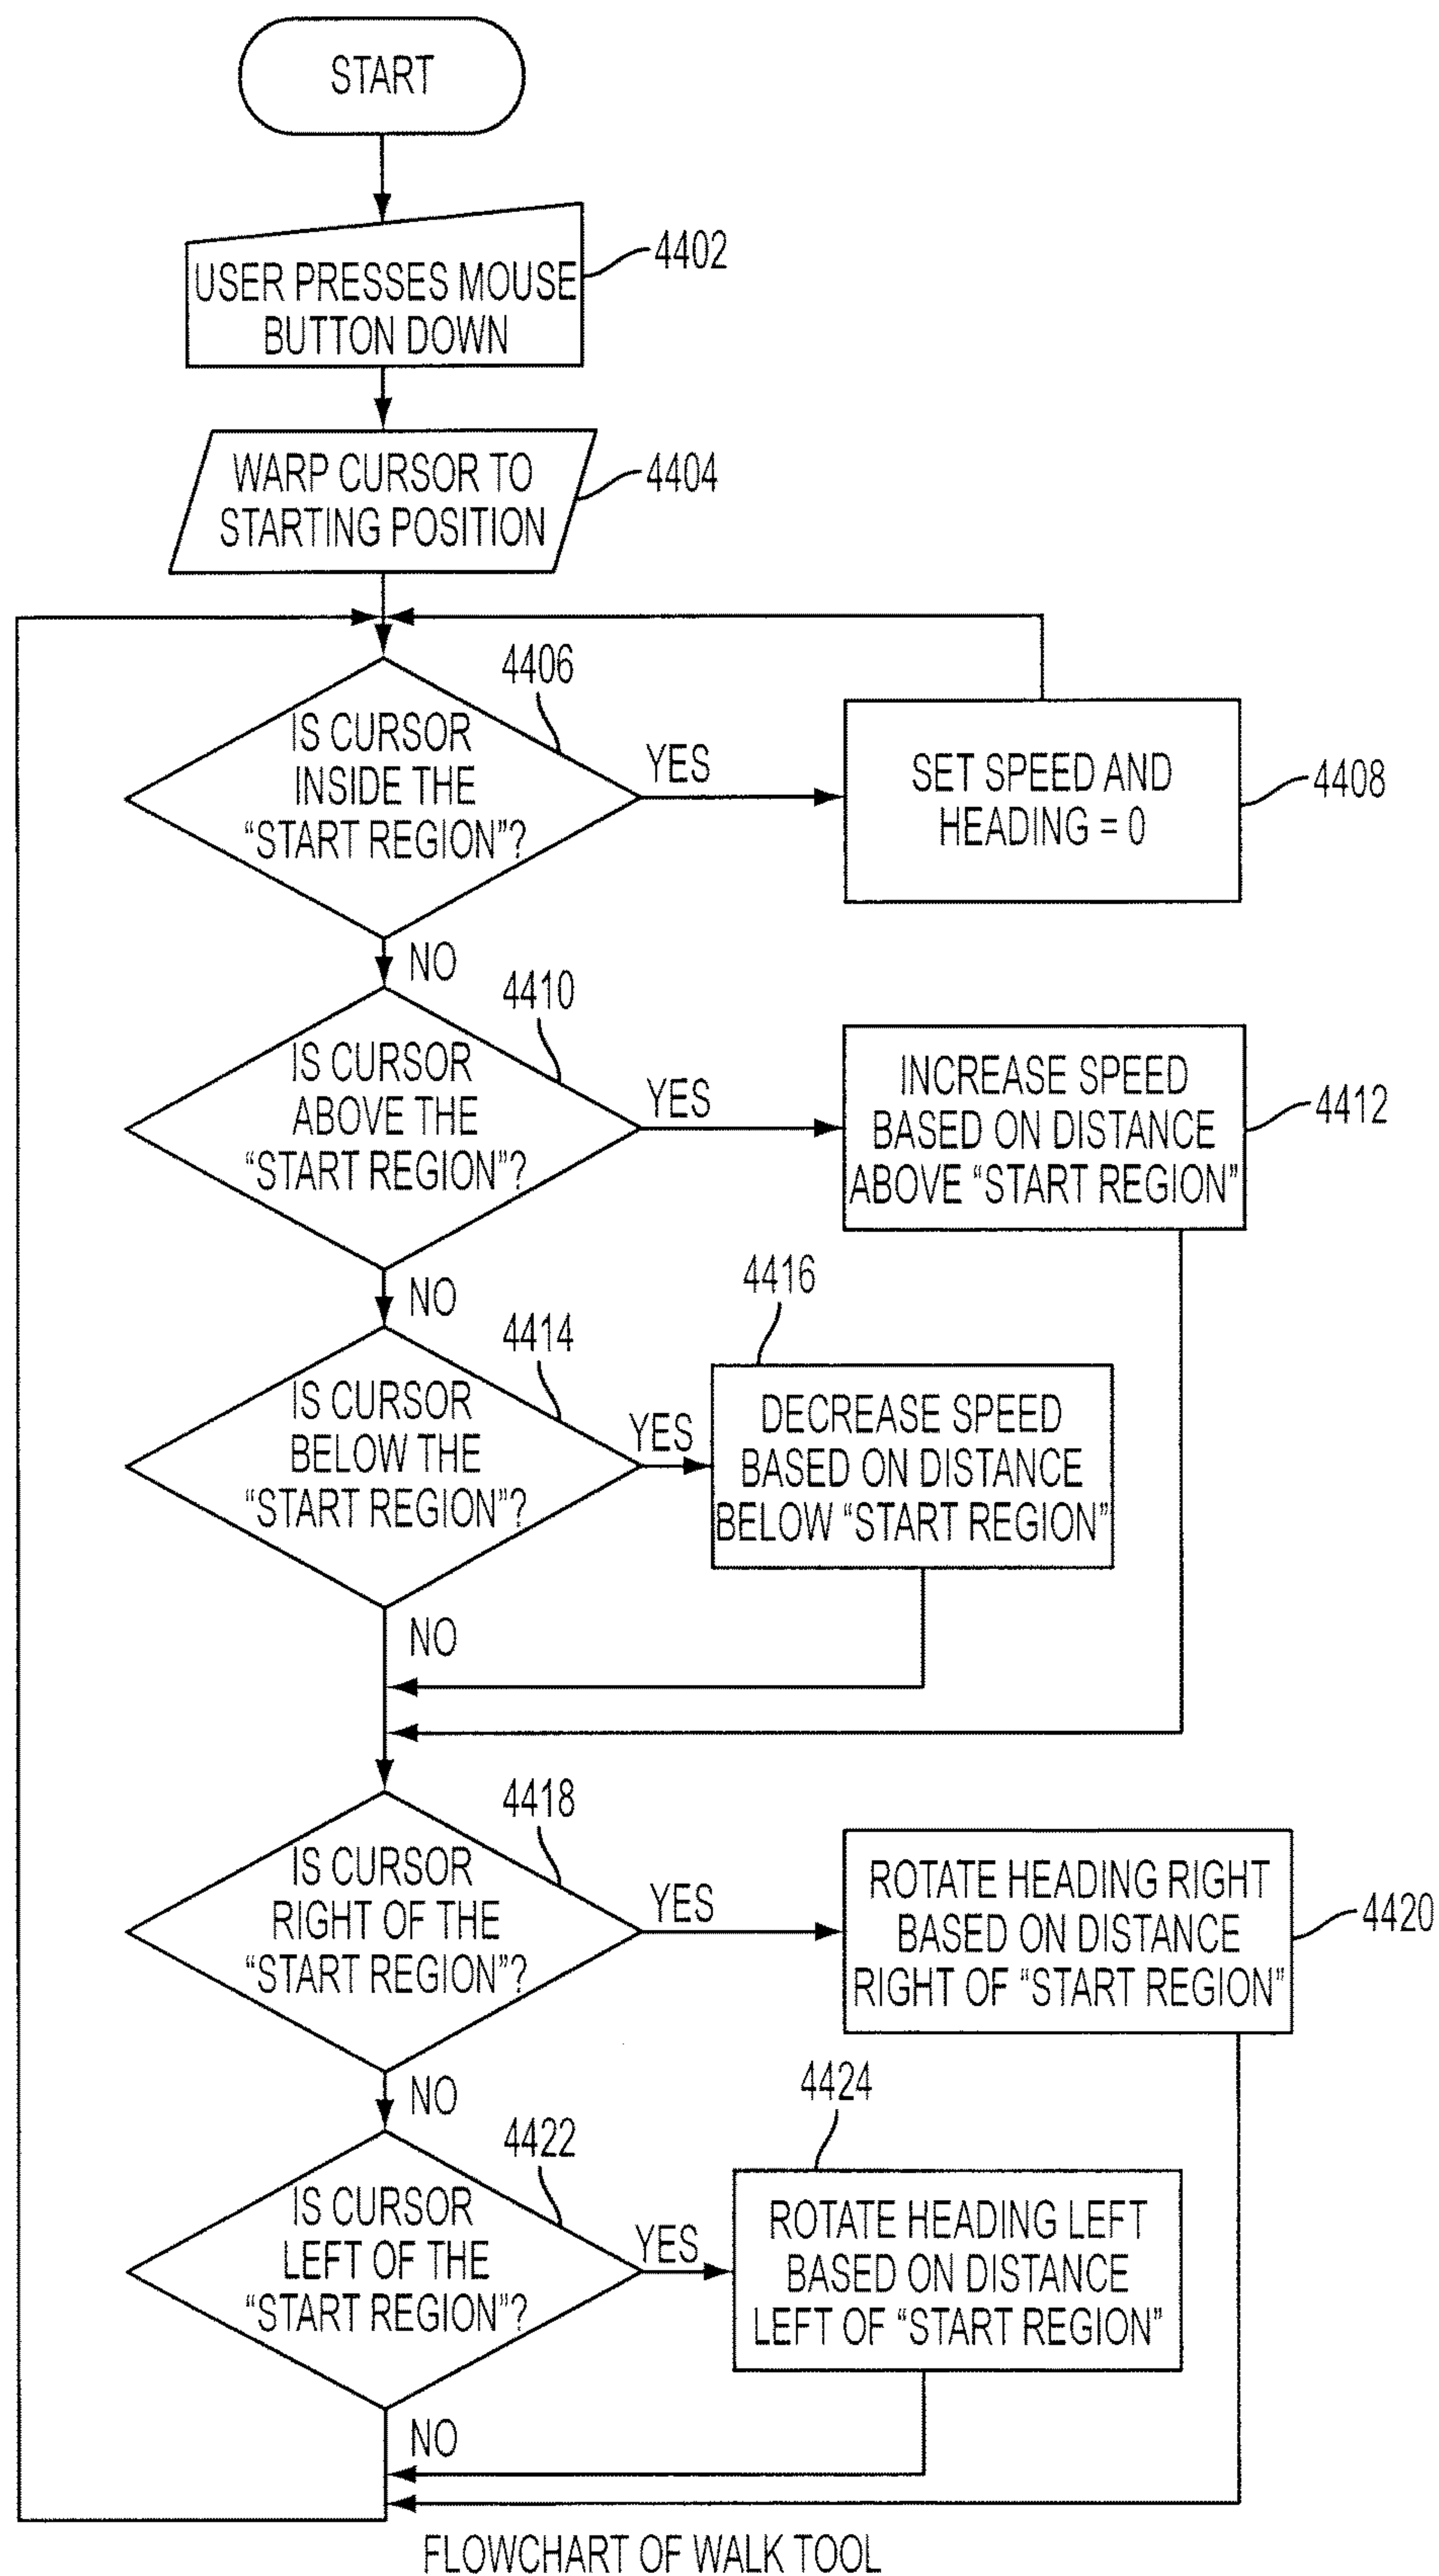 START
USER PRESSES MOUSE
BUTTON DOWN
4402
WARP CURSOR TO
STARTING POSITION
4404
4406
IS CURSOR
INSIDE THE
“START REGION”?
YES
SET SPEED AND
HEADING = 0
4408
NO
4410
IS CURSOR
ABOVE THE
“START REGION”?
YES
INCREASE SPEED
BASED ON DISTANCE
ABOVE “START REGION”
4412
NO
4414
IS CURSOR
BELOW THE
“START REGION”?
YES
4416
DECREASE SPEED
BASED ON DISTANCE
BELOW “START REGION”
NO
4418
IS CURSOR
RIGHT OF THE
“START REGION”?
YES
ROTATE HEADING RIGHT
BASED ON DISTANCE
RIGHT OF “START REGION”
4420
NO
4422
IS CURSOR
LEFT OF THE
“START REGION”?
YES
4424
ROTATE HEADING LEFT
BASED ON DISTANCE
LEFT OF “START REGION”
NO
FLOWCHART OF WALK TOOL